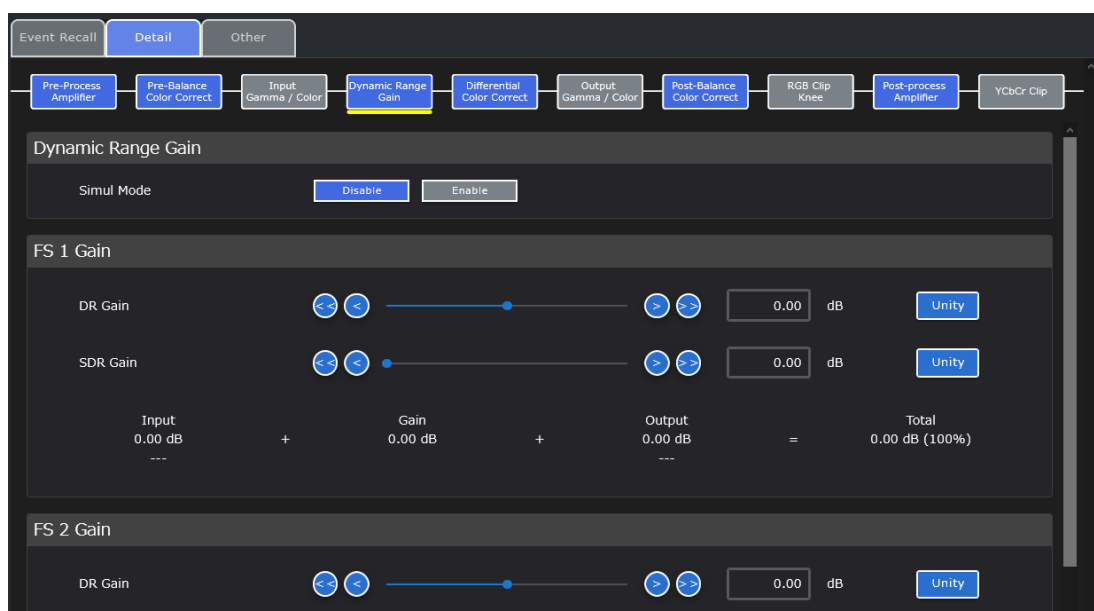 Event Recall Detail Other
Pre-Process Amplifier
Pre-Balance Color Correct
Input Gamma / Color
Dynamic Range Gain
Differential Color Correct
Output Gamma / Color
Post-Balance Color Correct
RGB Clip Knee
Post-process Amplifier
YCbCr Clip
Dynamic Range Gain
Simul Mode Disable Enable
FS 1 Gain
DR Gain << < > >> 0.00 dB Unity
SDR Gain << < > >> 0.00 dB Unity
Input Gain Output Total
0.00 dB + 0.00 dB + 0.00 dB = 0.00 dB (100%)
--- ---
FS 2 Gain
DR Gain << < > >> 0.00 dB Unity